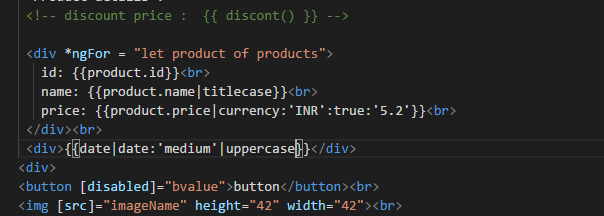 <!-- discount price :  {{ discont() }} -->
<div *ngFor = "let product of products">
id: {{product.id}}<br>
name: {{product.name|titlecase}}<br>
price: {{product.price|currency:'INR':true:'5.2'}}<br>
</div><br>
<div>{{date|date:'medium'|uppercase}}</div>
<div>
<button [disabled]="bvalue">button</button><br>
<img [src]="imageName" height="42" width="42"><br>